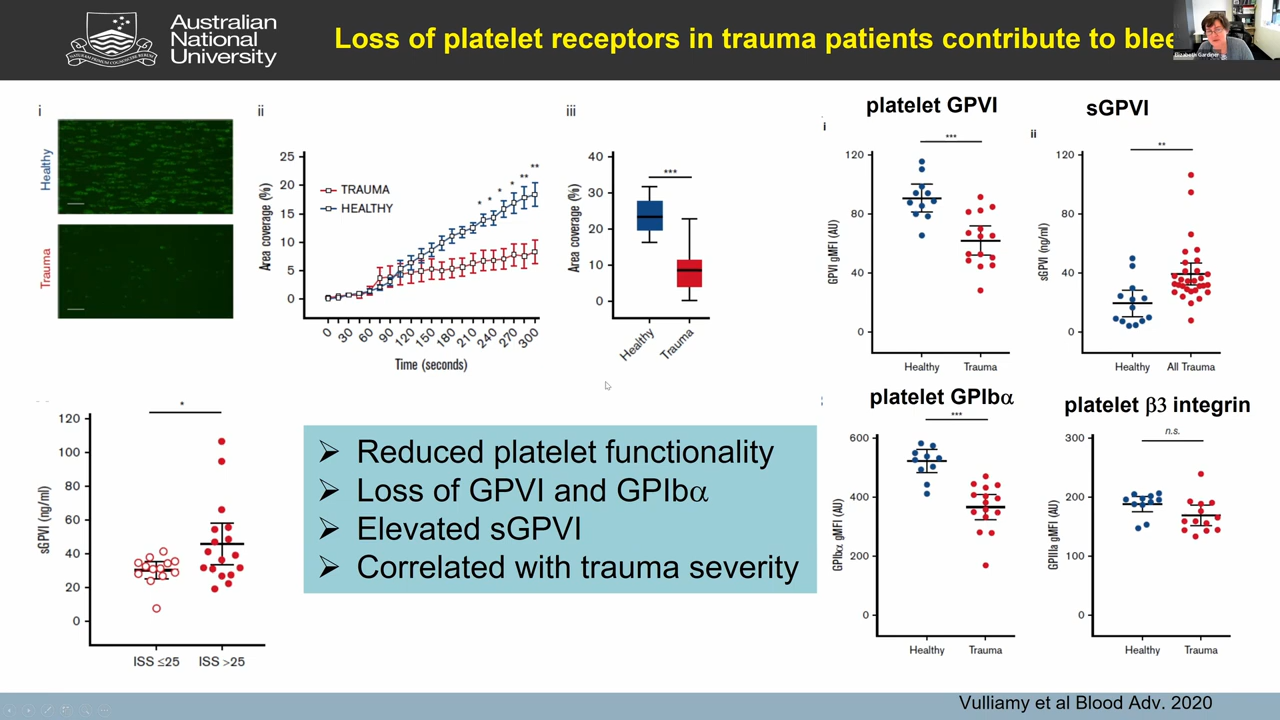 Australian
National
University
Loss of platelet receptors in trauma patients contribute to blee
Elizabeth Gardiner
i
Healthy
Trauma
ii
Area coverage (%)
25
20
15
10
5
0
TRAUMA
HEALTHY
* * * * ** **
0 30 60 90 120 150 180 210 240 270 300
Time (seconds)
iii
Area coverage (%)
40
30
20
10
0
***
Healthy Trauma
platelet GPVI
i
GPVI gMFI (AU)
120
80
40
0
***
Healthy Trauma
sGPVI
ii
sGPVI (ng/ml)
120
80
40
0
**
Healthy All Trauma
sGPVI (ng/ml)
120
100
80
60
40
20
0
*
ISS ≤25 ISS >25
➢ Reduced platelet functionality
➢ Loss of GPVI and GPIbα
➢ Elevated sGPVI
➢ Correlated with trauma severity
platelet GPIbα
GPIbα gMFI (AU)
600
400
200
0
***
Healthy Trauma
platelet β3 integrin
GPIIIa gMFI (AU)
300
200
100
0
n.s.
Healthy Trauma
Vulliamy et al Blood Adv. 2020